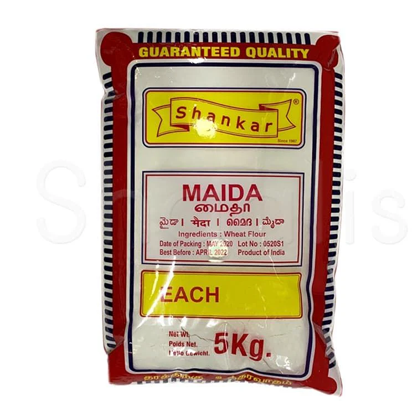 GUARANTEED QUALITY
Shankar ®
MAIDA
மைதா
మైదా | मैदा | മൈദ | ಮೈದಾ
Ingredients : Wheat Flour
Date of Packing : MAY 2020 Lot No : 0520S1
Best Before : APRIL 2022 Product of India
EACH
Net Wt.
Poids Net.
5Kg.